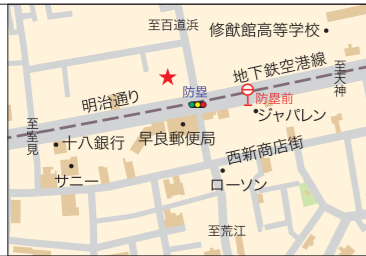 至百道浜
修猷館高等学校
地下鉄空港線
至天神
防塁
防塁前
明治通り
ジャパレン
至室見
十八銀行
早良郵便局
西新商店街
サニー
ローソン
至荒江